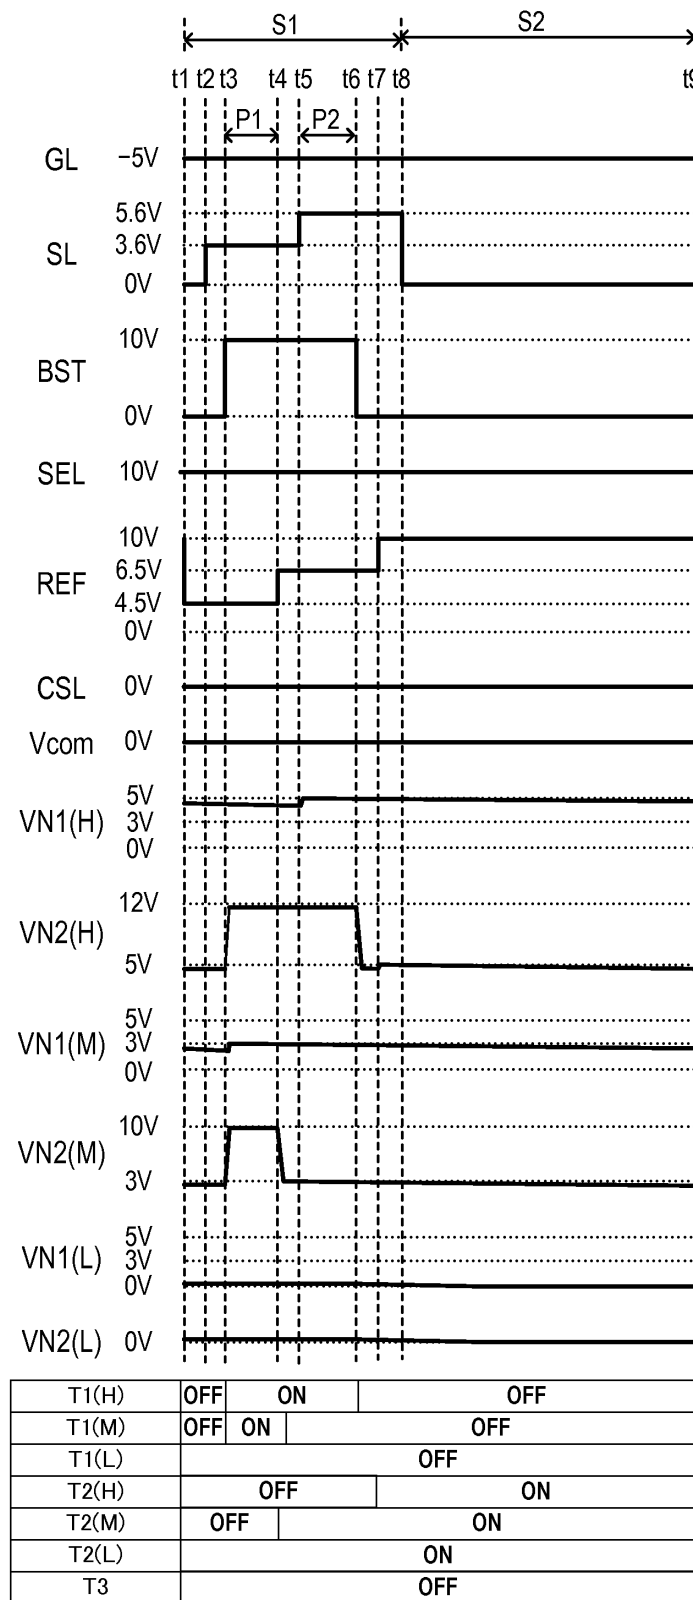 S1 S2
t1 t2 t3 t4 t5 t6 t7 t8 t9
P1 P2
GL −5V
5.6V
SL 3.6V
0V
10V
BST
0V
SEL 10V
10V
REF 6.5V
4.5V
0V
CSL 0V
Vcom 0V
5V
VN1(H) 3V
0V
12V
VN2(H)
5V
5V
VN1(M) 3V
0V
10V
VN2(M)
3V
5V
VN1(L) 3V
0V
VN2(L) 0V
T1(H) OFF ON OFF
T1(M) OFF ON OFF
T1(L) OFF
T2(H) OFF ON
T2(M) OFF ON
T2(L) ON
T3 OFF